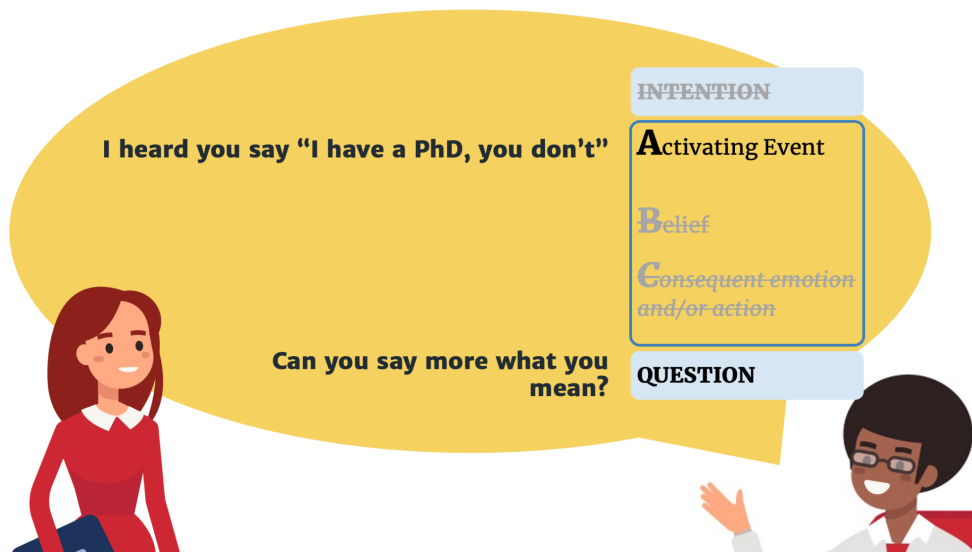 INTENTION
I heard you say “I have a PhD, you don’t”
Activating Event
Belief
Consequent emotion
and/or action
Can you say more what you
mean?
QUESTION